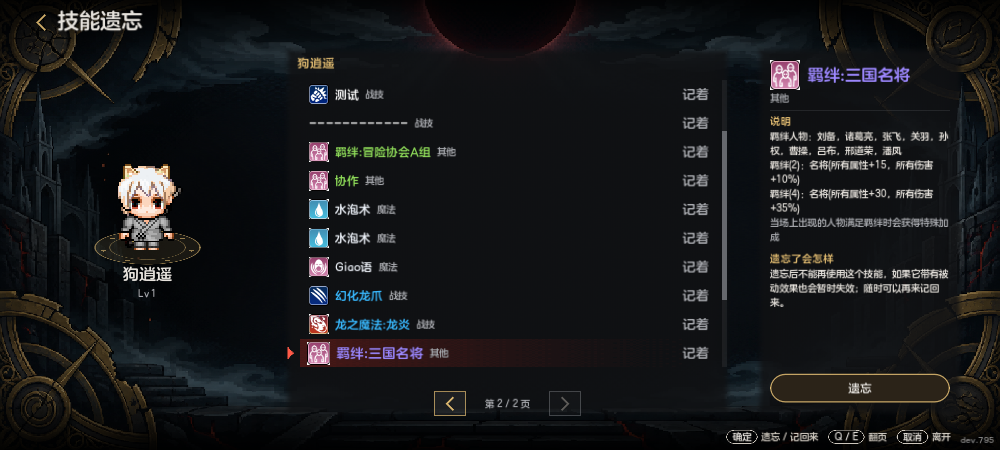 技能遗忘
狗逍遥
测试 战技 记着
------------ 战技 记着
羁绊:冒险协会A组 其他 记着
协作 其他 记着
水泡术 魔法 记着
水泡术 魔法 记着
Giao语 魔法 记着
幻化龙爪 战技 记着
龙之魔法:龙炎 战技 记着
羁绊:三国名将 其他 记着
第 2 / 2 页
狗逍遥
Lv1
羁绊:三国名将
其他
说明
羁绊人物：刘备，诸葛亮，张飞，关羽，孙
权，曹操，吕布，邢道荣，潘凤
羁绊(2)：名将(所有属性+15，所有伤害
+10%)
羁绊(4)：名将(所有属性+30，所有伤害
+35%)
当场上出现的人物满足羁绊时会获得特殊加
成
遗忘了会怎样
遗忘后不能再使用这个技能，如果它带有被
动效果也会暂时失效；随时可以再来记回
来。
遗忘
确定 遗忘 / 记回来 Q / E 翻页 取消 离开
dev.795